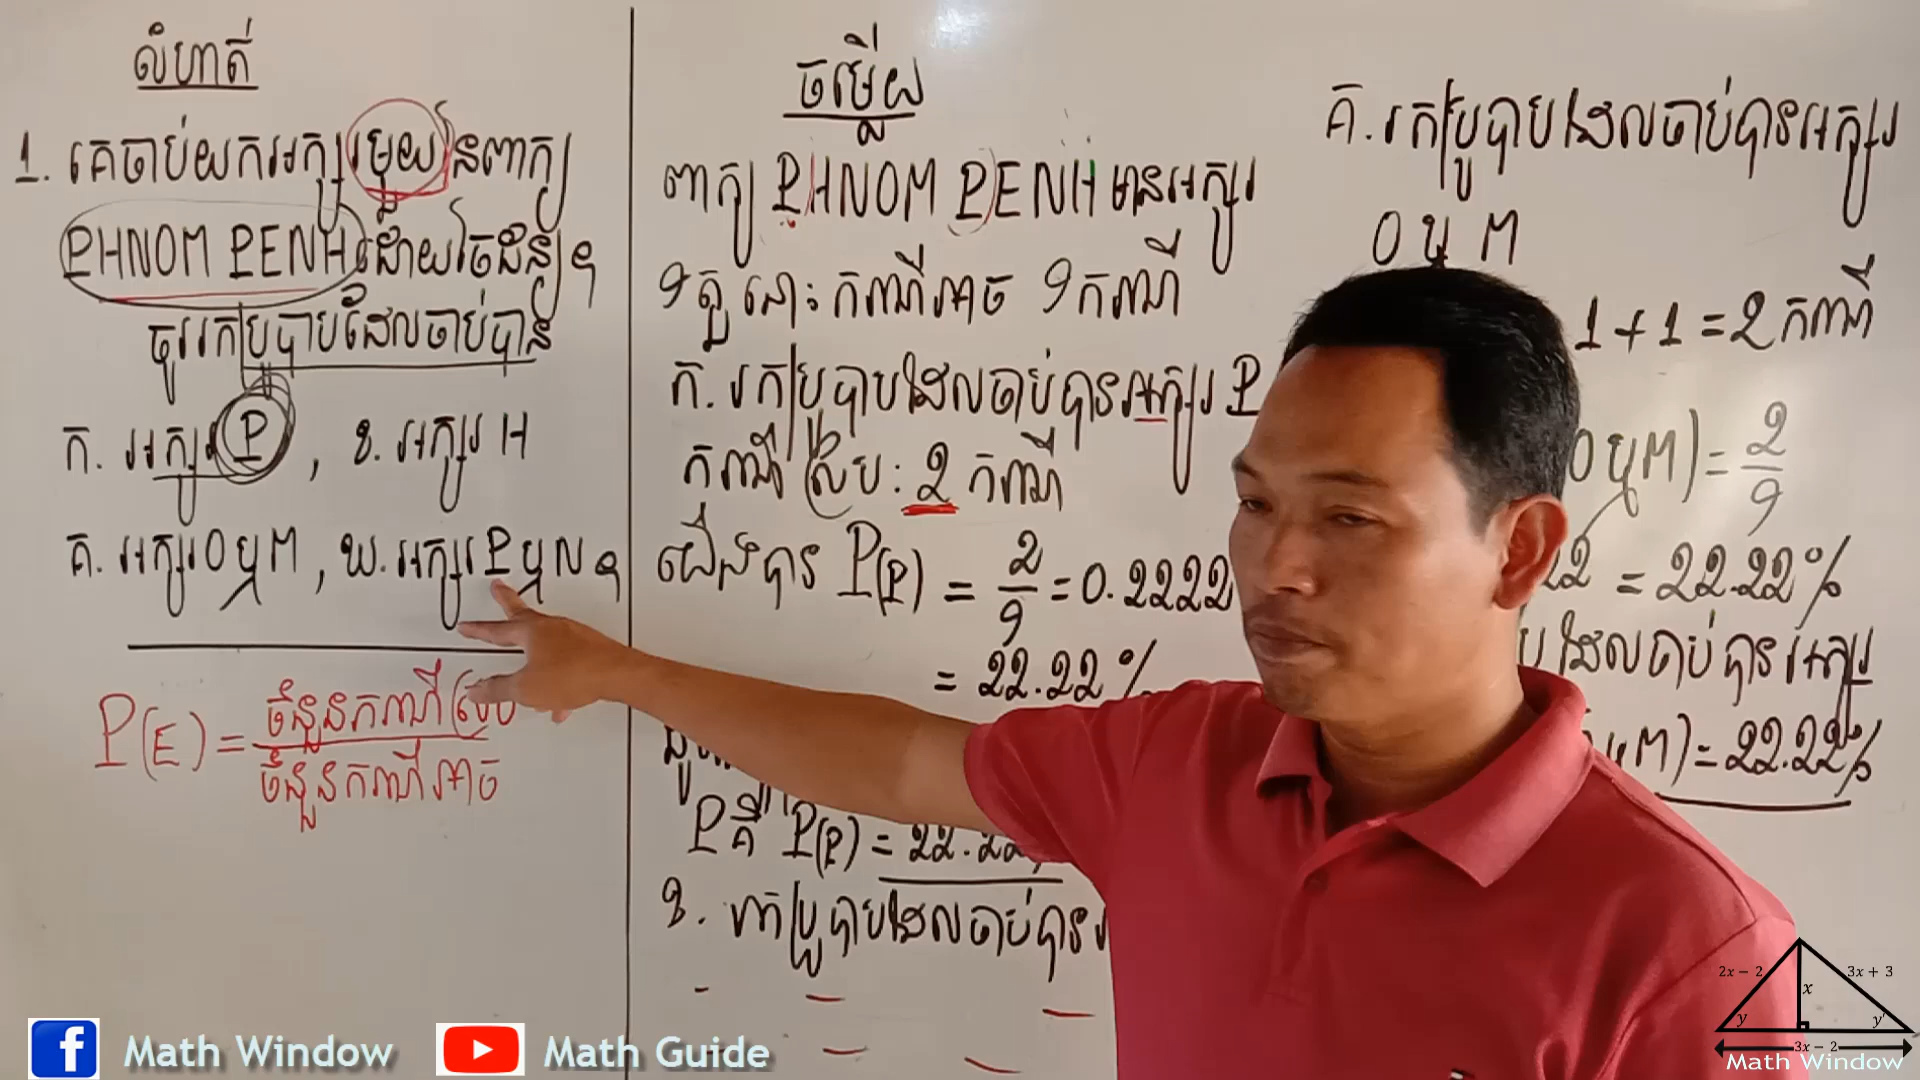 លំហាត់
1. គេចាប់យកអក្សរមួយនៃពាក្យ
PHNOM PENH ដោយចៃដន្យ ។
ចូររកប្រូបាបដែលចាប់បាន
ក. អក្សរ P , ខ. អក្សរ H
គ. អក្សរ O ឬ M , ឃ. អក្សរ P ឬ
P(E) = ចំនួនករណីស្រប
ចំនួនករណីអាច
ចម្លើយ
ពាក្យ PHNOM PENH មានអក្សរ
9 តួ នោះ ករណីអាច 9 ករណី
ក. រកប្រូបាបដែលចាប់បានអក្សរ P
ករណីស្រប : 2 ករណី
យើងបាន P(P) = 2/9 = 0.2222
= 22.22 %
P គឺ P(P) = 22.22
ខ. រកប្រូបាបដែលចាប់បាន
គ. រកប្រូបាបដែលចាប់បានអក្សរ
O ឬ M
1 + 1 = 2 ករណី
O ឬ M) = 2/9
22 = 22.22 %
ដែលចាប់បាន អក្សរ
ឬ M) = 22.22%
Math Window
Math Guide
2x − 2
3x + 3
x
y
y'
3x − 2
Math Window